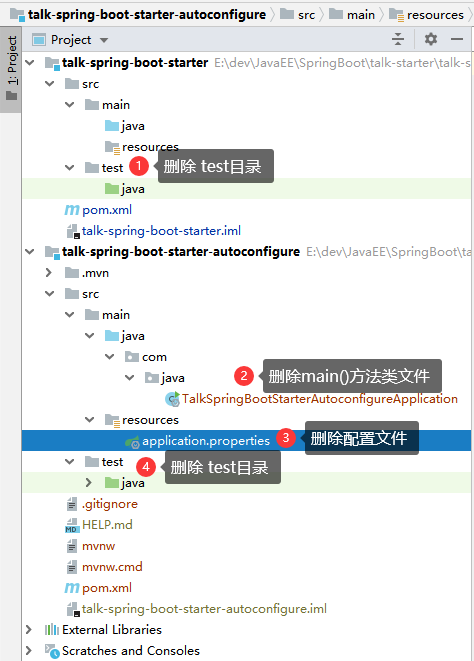 talk-spring-boot-starter-autoconfigure src main resources
1: Project
Project
talk-spring-boot-starter E:\dev\JavaEE\SpringBoot\talk-starter\talk-s
src
main
java
resources
test 1 删除 test目录
java
pom.xml
talk-spring-boot-starter.iml
talk-spring-boot-starter-autoconfigure E:\dev\JavaEE\SpringBoot\ta
.mvn
src
main
java
com
java 2 删除main()方法类文件
TalkSpringBootStarterAutoconfigureApplication
resources
application.properties 3 删除配置文件
test 4 删除 test目录
java
.gitignore
HELP.md
mvnw
mvnw.cmd
pom.xml
talk-spring-boot-starter-autoconfigure.iml
External Libraries
Scratches and Consoles